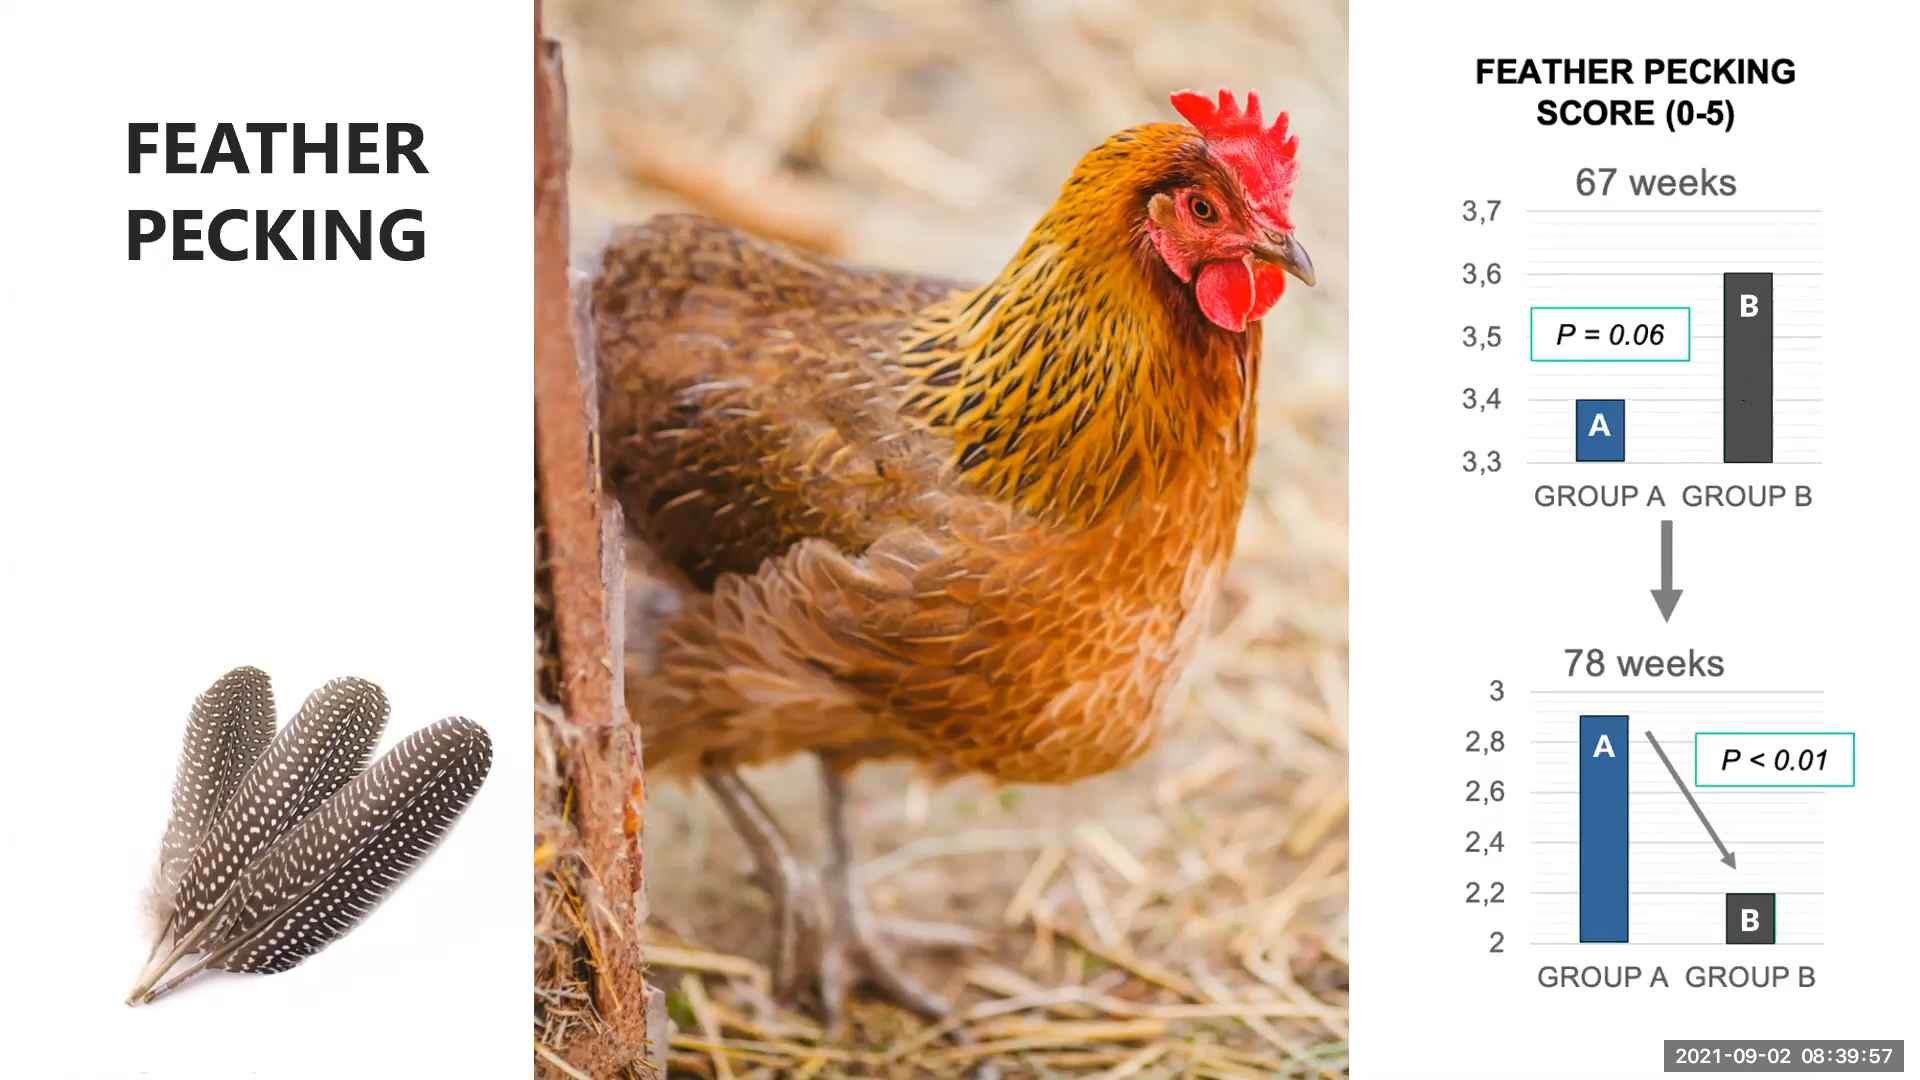 FEATHER
PECKING
FEATHER PECKING
SCORE (0-5)
67 weeks
3,7
3,6
3,5
3,4
3,3
P = 0.06
A
B
GROUP A GROUP B
78 weeks
3
2,8
2,6
2,4
2,2
2
A
P < 0.01
B
GROUP A GROUP B
2021-09-02 08:39:57